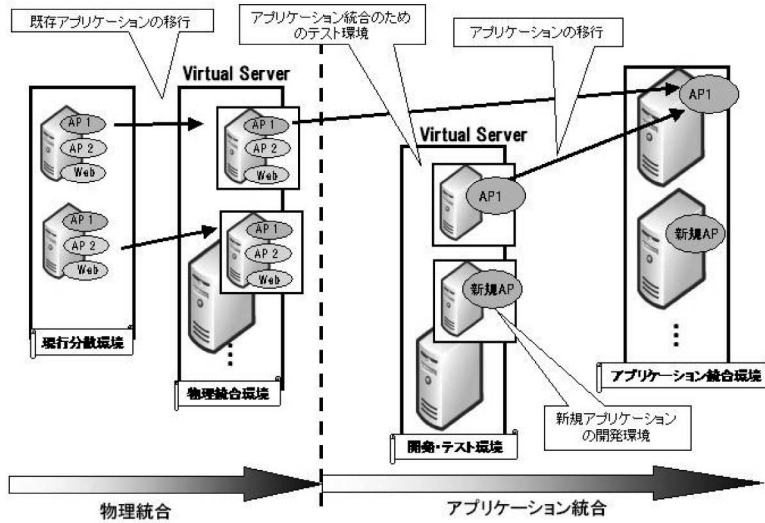 既存アプリケーションの移行
アプリケーション統合のため
のテスト環境
アプリケーションの移行
Virtual Server
AP 1
AP 2
Web
AP 1
AP 2
Web
現行分散環境
AP 1
AP 2
Web
AP 1
AP 2
Web
⋮
物理統合環境
Virtual Server
AP1
新規AP
開発・テスト環境
新規アプリケーション
の開発環境
AP1
新規AP
⋮
アプリケーション統合環境
物理統合
アプリケーション統合